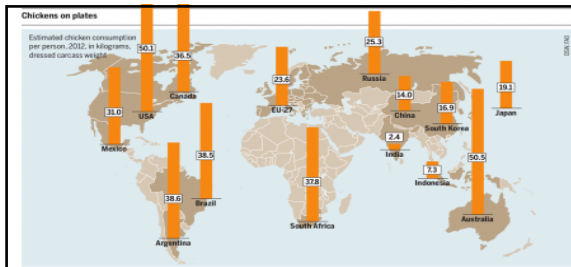 Chickens on plates
Estimated chicken consumption
per person, 2012, in kilograms,
dressed carcass weight
50.1
USA
36.5
Canada
31.0
Mexico
23.6
EU-27
25.3
Russia
14.0
China
16.9
South Korea
19.1
Japan
2.4
India
7.3
Indonesia
38.5
Brazil
38.6
Argentina
37.8
South Africa
50.5
Australia